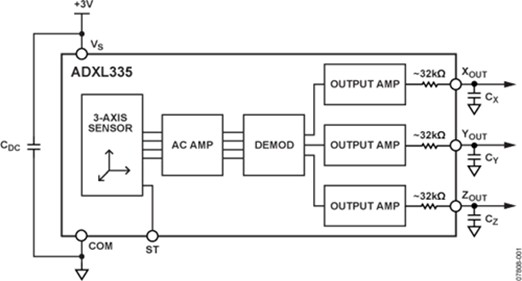 +3V
VS
ADXL335
3-AXIS
SENSOR
AC AMP
DEMOD
OUTPUT AMP
~32kΩ
XOUT
CX
OUTPUT AMP
~32kΩ
YOUT
CY
OUTPUT AMP
~32kΩ
ZOUT
CZ
CDC
COM
ST
07808-001